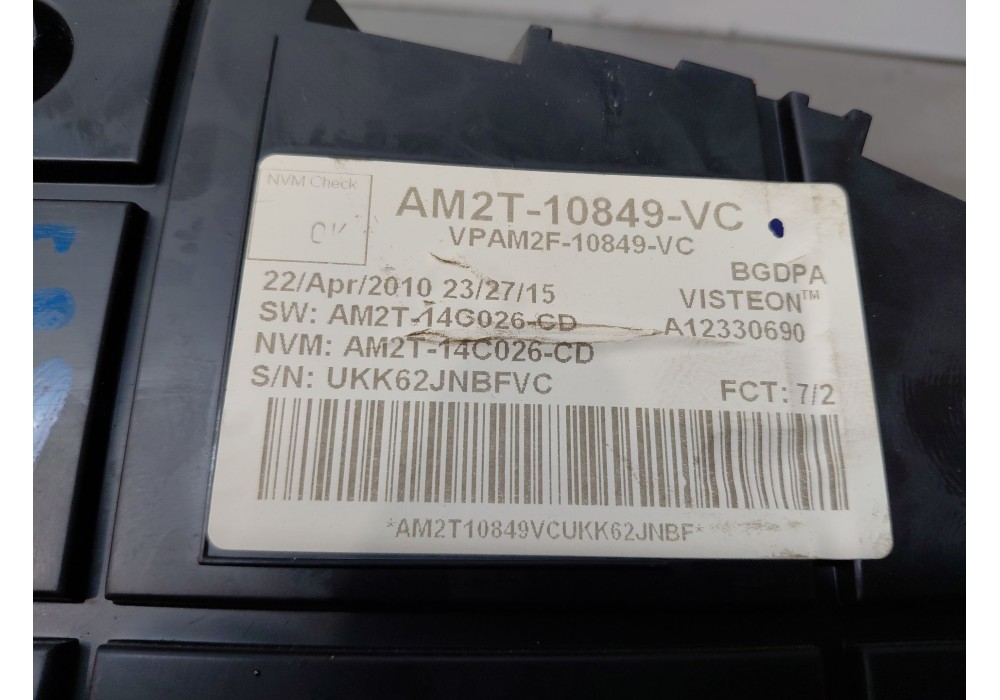 NVM Check
OK
AM2T-10849-VC
VPAM2F-10849-VC
BGDPA
22/Apr/2010 23/27/15
VISTEON™
SW: AM2T-14C026-CD
A12330690
NVM: AM2T-14C026-CD
S/N: UKK62JNBFVC
FCT: 7/2
*AM2T10849VCUKK62JNBF*